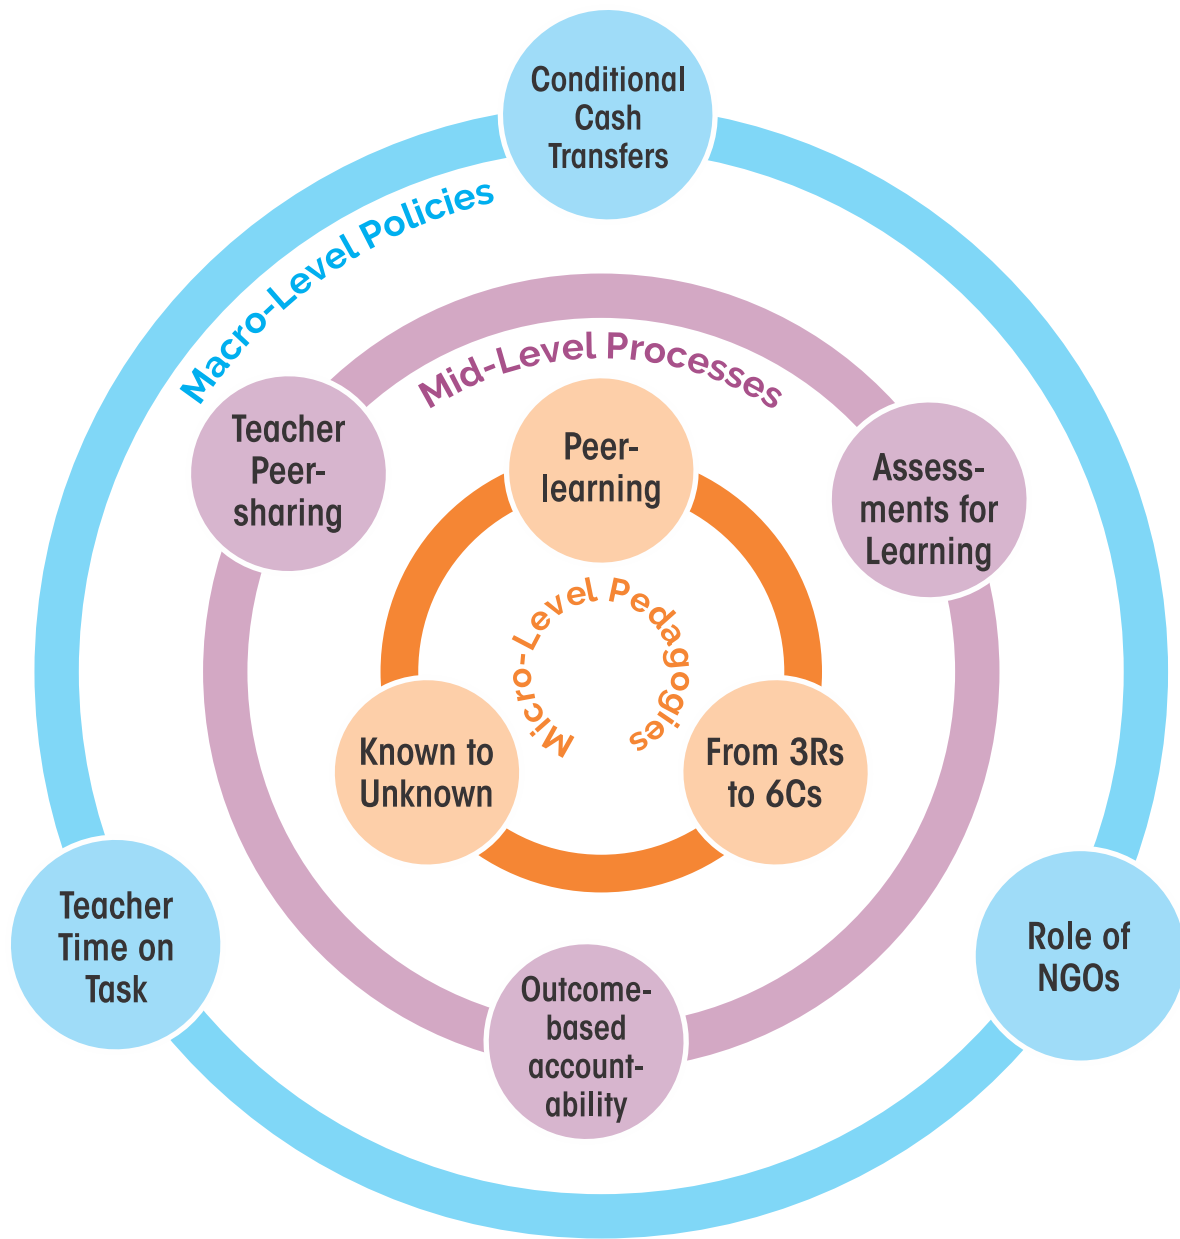 Conditional
Cash
Transfers
Macro-Level Policies
Mid-Level Processes
Teacher
Peer-
sharing
Peer-
learning
Assess-
ments for
Learning
Micro-Level Pedagogies
Known to
Unknown
From 3Rs
to 6Cs
Teacher
Time on
Task
Role of
NGOs
Outcome-
based
account-
ability